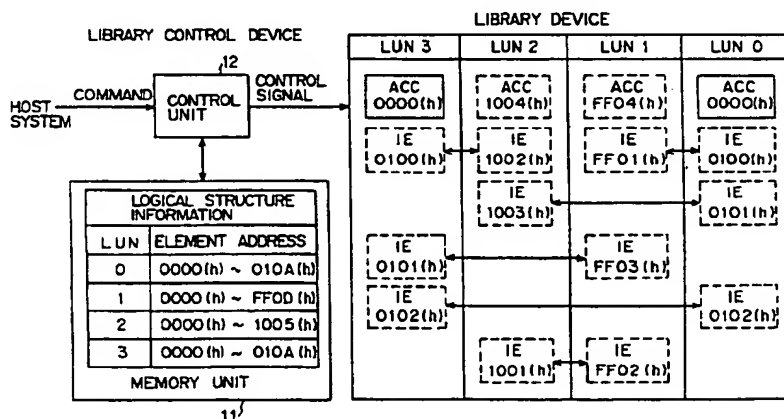 LIBRARY DEVICE
LIBRARY CONTROL DEVICE
LUN 3 LUN 2 LUN 1 LUN 0
12
HOST SYSTEM
COMMAND
CONTROL UNIT
CONTROL SIGNAL
ACC 0000(h)
ACC 1004(h)
ACC FF04(h)
ACC 0000(h)
IE 0100(h)
IE 1002(h)
IE FF01(h)
IE 0100(h)
IE 1003(h)
IE 0101(h)
IE 0101(h)
IE FF03(h)
IE 0102(h)
IE 0102(h)
IE 1001(h)
IE FF02(h)
LOGICAL STRUCTURE INFORMATION
LUN ELEMENT ADDRESS
0 0000(h) ~ 010A(h)
1 0000(h) ~ FF0D(h)
2 0000(h) ~ 1005(h)
3 0000(h) ~ 010A(h)
MEMORY UNIT
11